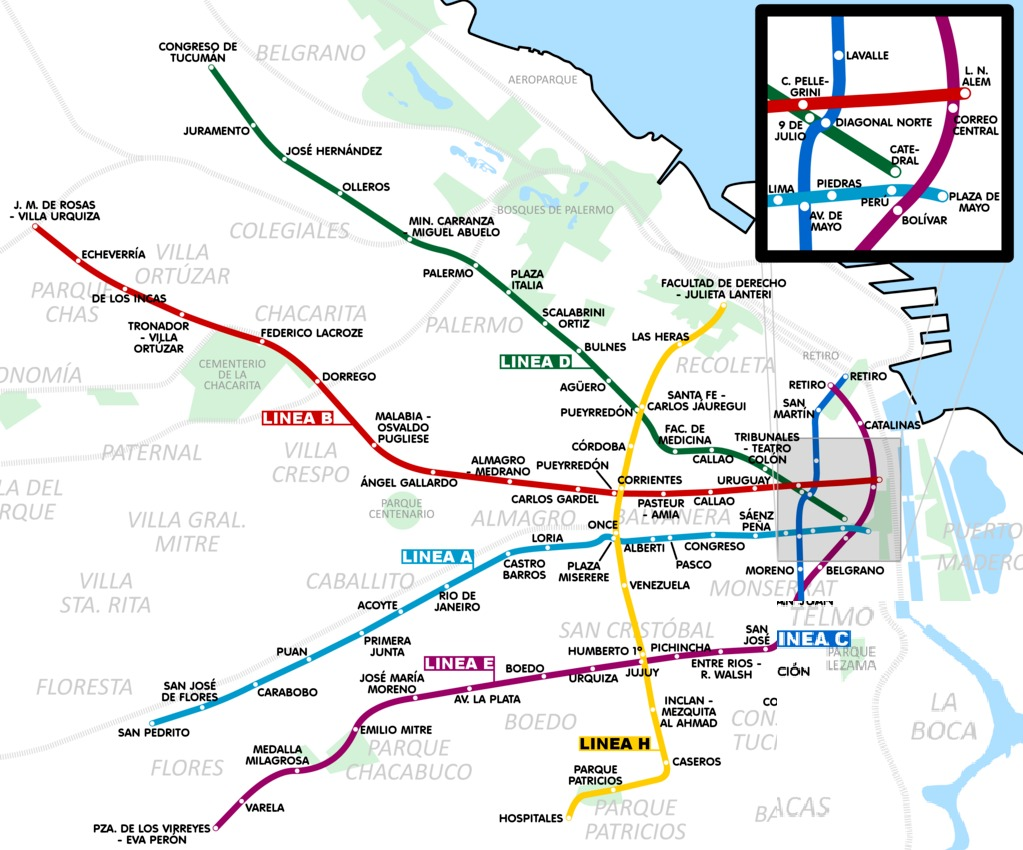 CONGRESO DE
TUCUMÁN
BELGRANO
AEROPARQUE
JURAMENTO
JOSÉ HERNÁNDEZ
OLLEROS
BOSQUES DE PALERMO
MIN. CARRANZA
- MIGUEL ABUELO
COLEGIALES
PALERMO
PLAZA
ITALIA
J. M. DE ROSAS
- VILLA URQUIZA
ECHEVERRÍA
VILLA
ORTÚZAR
PARQUE
CHAS
DE LOS INCAS
TRONADOR
- VILLA
ORTÚZAR
CHACARITA
FEDERICO LACROZE
PALERMO
SCALABRINI
ORTIZ
BULNES
LINEA D
AGÜERO
FACULTAD DE DERECHO
- JULIETA LANTERI
LAS HERAS
RECOLETA
RETIRO
CEMENTERIO
DE LA
CHACARITA
DORREGO
LINEA B
ONOMÍA
MALABIA -
OSVALDO
PUGLIESE
PUEYRREDÓN
SANTA FE -
CARLOS JÁUREGUI
RETIRO
RETIRO
SAN
MARTÍN
CATALINAS
PATERNAL
VILLA
CRESPO
CÓRDOBA
FAC. DE
MEDICINA
CALLAO
TRIBUNALES
- TEATRO
COLÓN
ÁNGEL GALLARDO
ALMAGRO
- MEDRANO
PUEYRREDÓN
CARLOS GARDEL
CORRIENTES
PASTEUR
- AMIA
CALLAO
URUGUAY
LA DEL
RQUE
VILLA GRAL.
MITRE
PARQUE
CENTENARIO
ALMAGRO
BALVANERA
ONCE
SÁENZ
PEÑA
PUERTO
MADERO
LINEA A
LORIA
CASTRO
BARROS
PLAZA
MISERERE
ALBERTI
PASCO
CONGRESO
MORENO
BELGRANO
VILLA
STA. RITA
CABALLITO
RIO DE
JANEIRO
ACOYTE
VENEZUELA
MONSERRAT
AN JUAN
TELMO
PRIMERA
JUNTA
PUAN
SAN CRISTÓBAL
SAN
JOSÉ
INEA C
PARQUE
LEZAMA
FLORESTA
SAN JOSÉ
DE FLORES
CARABOBO
SAN PEDRITO
LINEA E
JOSÉ MARÍA
MORENO
BOEDO
AV. LA PLATA
HUMBERTO 1º
URQUIZA
JUJUY
PICHINCHA
ENTRE RIOS -
R. WALSH
CIÓN
CO
EMILIO MITRE
BOEDO
INCLAN -
MEZQUITA
AL AHMAD
CON.
TUCI
LA
BOCA
FLORES
MEDALLA
MILAGROSA
PARQUE
CHACABUCO
LINEA H
CASEROS
PARQUE
PATRICIOS
VARELA
HOSPITALES
PARQUE
PATRICIOS
BA
ACAS
PZA. DE LOS VIRREYES
- EVA PERÓN
LAVALLE
C. PELLE-
GRINI
L. N.
ALEM
9 DE
JULIO
DIAGONAL NORTE
CORREO
CENTRAL
CATE-
DRAL
LIMA
PIEDRAS
PERÚ
PLAZA DE
MAYO
AV. DE
MAYO
BOLÍVAR